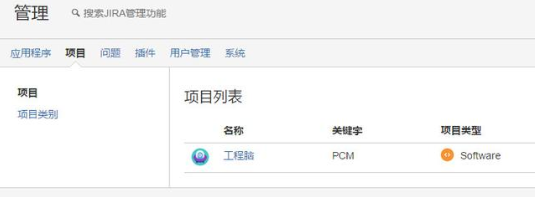 管理 搜索JIRA管理功能
应用程序 项目 问题 插件 用户管理 系统
项目
项目类别
项目列表
名称 关键字 项目类型
工程脑 PCM Software